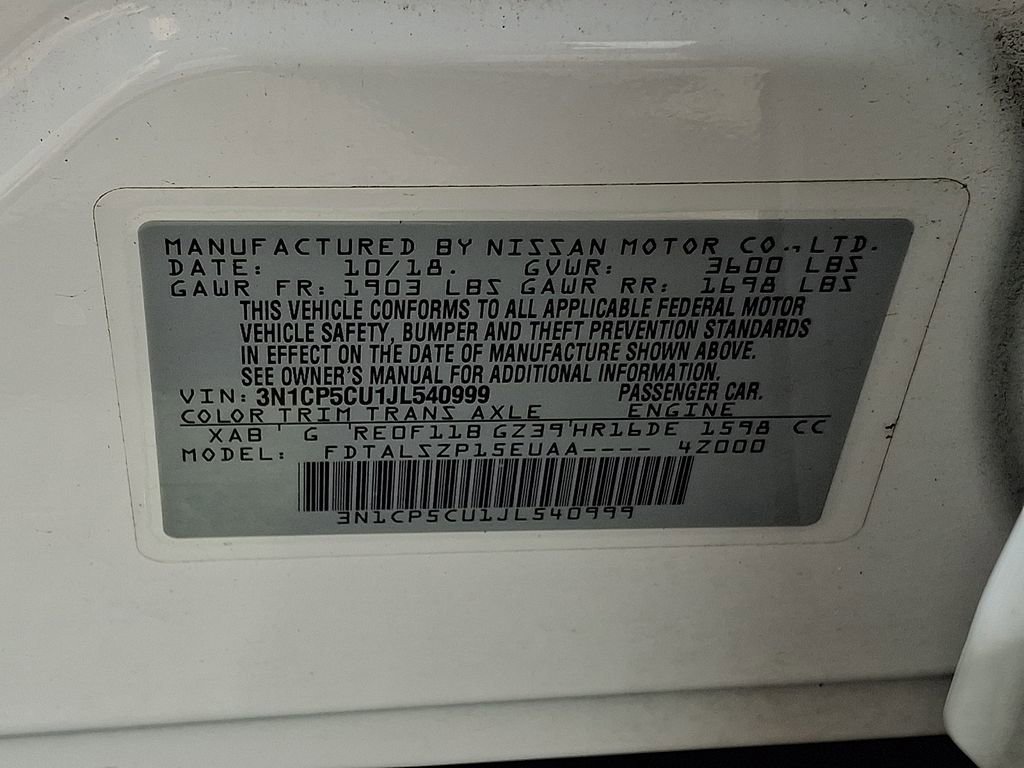 MANUFACTURED BY NISSAN MOTOR CO., LTD.
DATE: 10/18. GVWR: 3600 LBS
GAWR FR: 1903 LBS GAWR RR: 1698 LBS
THIS VEHICLE CONFORMS TO ALL APPLICABLE FEDERAL MOTOR
VEHICLE SAFETY, BUMPER AND THEFT PREVENTION STANDARDS
IN EFFECT ON THE DATE OF MANUFACTURE SHOWN ABOVE.
SEE OWNER'S MANUAL FOR ADDITIONAL INFORMATION.
VIN: 3N1CP5CU1JL540999 PASSENGER CAR.
COLOR TRIM TRANS AXLE ENGINE
XAB G RE0F11B GZ39 HR16DE 1598 CC
MODEL: FDTALSZP15EUAA---- 4Z000
3N1CP5CU1JL540999